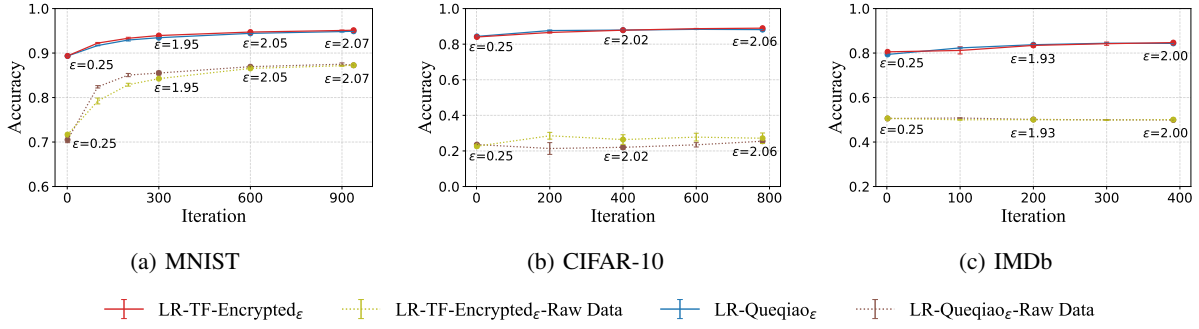 1.0
0.9
0.8
0.7
0.6
Accuracy
ε=0.25
ε=1.95
ε=2.05
ε=2.07
ε=0.25
ε=1.95
ε=2.05
ε=2.07
0 300 600 900
Iteration
(a) MNIST
1.0
0.8
0.6
0.4
0.2
0.0
Accuracy
ε=0.25
ε=2.02
ε=2.06
ε=0.25
ε=2.02
ε=2.06
0 200 400 600 800
Iteration
(b) CIFAR-10
1.0
0.8
0.6
0.4
0.2
Accuracy
ε=0.25
ε=1.93
ε=2.00
ε=0.25
ε=1.93
ε=2.00
0 100 200 300 400
Iteration
(c) IMDb
LR-TF-Encryptedε LR-TF-Encryptedε-Raw Data LR-Queqiaoε LR-Queqiaoε-Raw Data